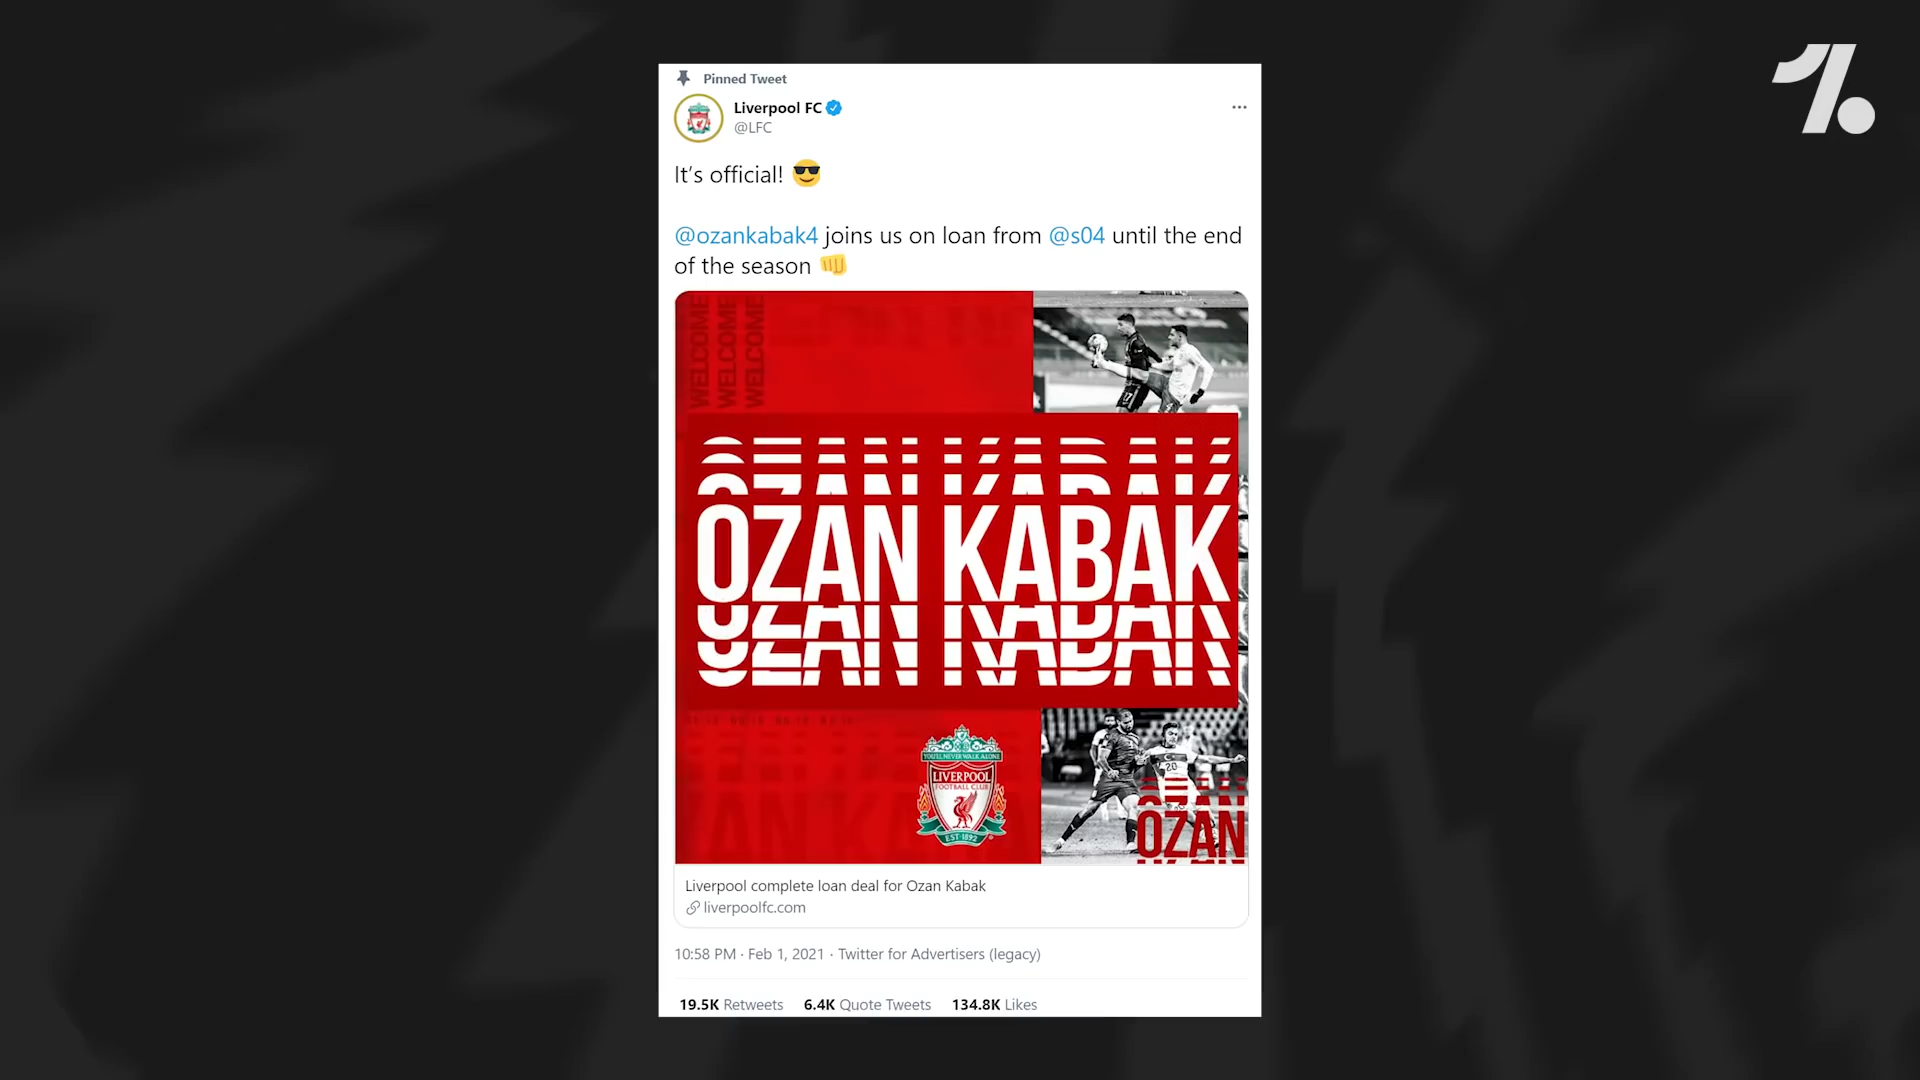 Pinned Tweet
Liverpool FC
@LFC
It's official! 😎
@ozankabak4 joins us on loan from @s04 until the end
of the season 👊
WELCOME
WELCOME
WELCOME
17
OZAN KABAK
YOU'LL NEVER WALK ALONE
LIVERPOOL
FOOTBALL CLUB
EST·1892
20
OZAN
Liverpool complete loan deal for Ozan Kabak
liverpoolfc.com
10:58 PM · Feb 1, 2021 · Twitter for Advertisers (legacy)
19.5K Retweets 6.4K Quote Tweets 134.8K Likes